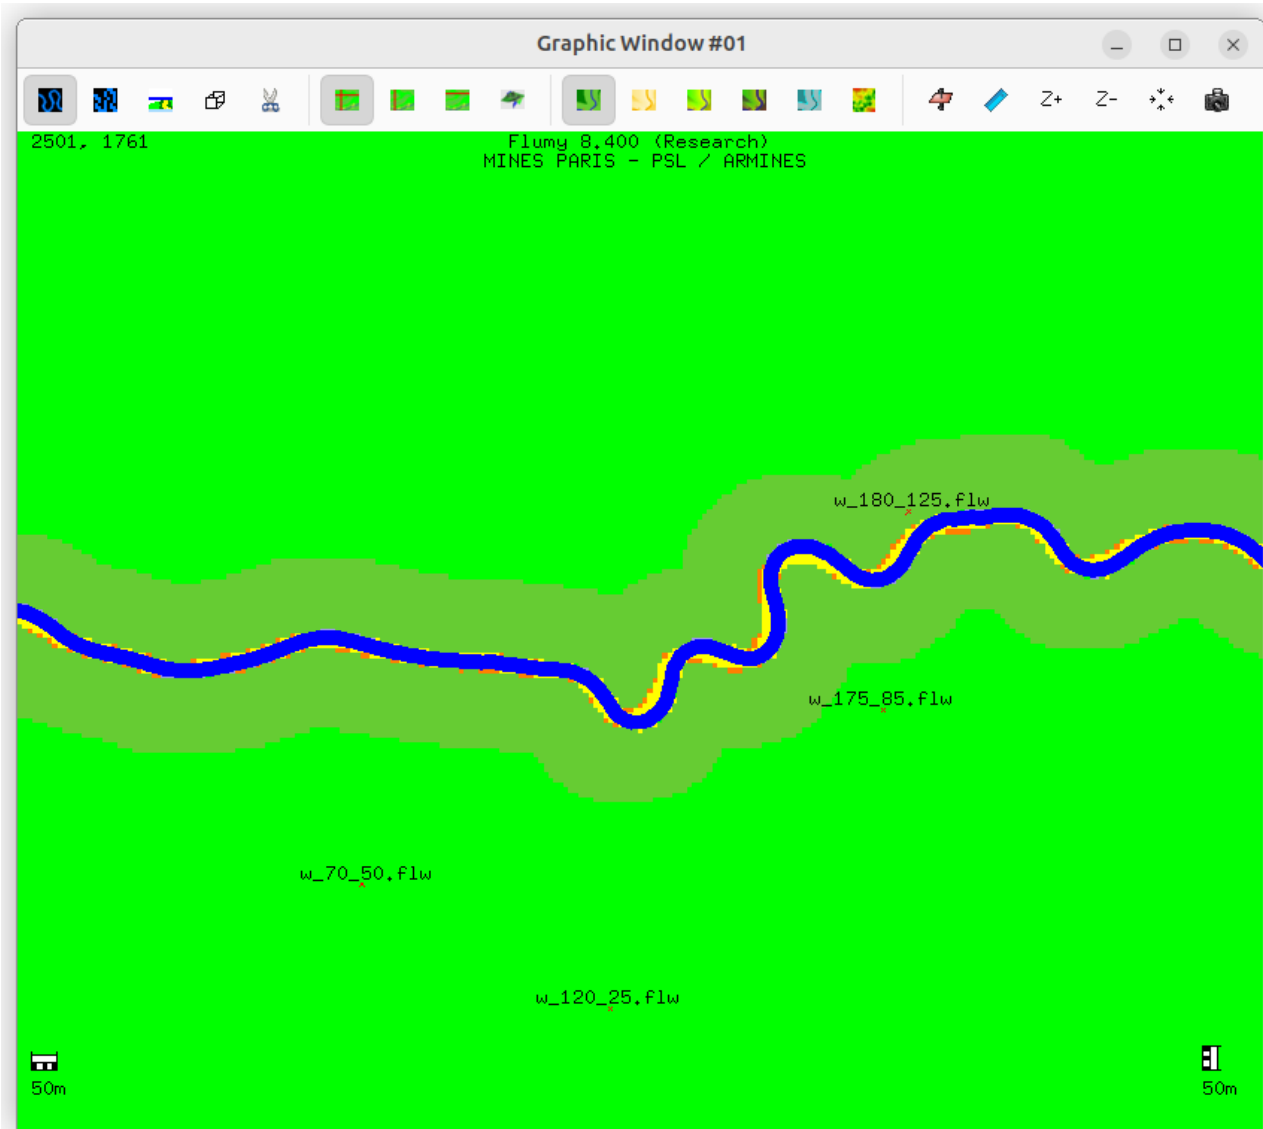 Graphic Window #01
Z+ Z-
2501, 1761
Flumy 8.400 (Research)
MINES PARIS - PSL / ARMINES
w_180_125.flw
w_175_85.flw
w_70_50.flw
w_120_25.flw
50m 50m